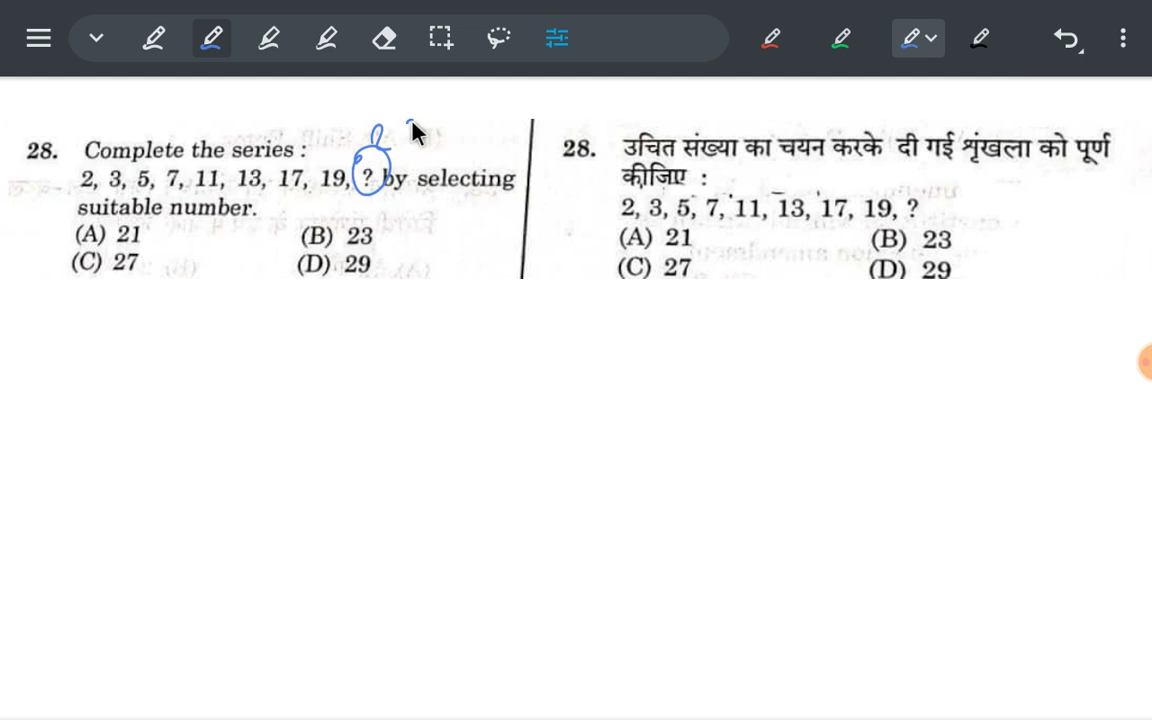 28. Complete the series :
2, 3, 5, 7, 11, 13, 17, 19, ? by selecting
suitable number.
(A) 21 (B) 23
(C) 27 (D) 29
28. उचित संख्या का चयन करके दी गई शृंखला को पूर्ण
कीजिए :
2, 3, 5, 7, 11, 13, 17, 19, ?
(A) 21 (B) 23
(C) 27 (D) 29